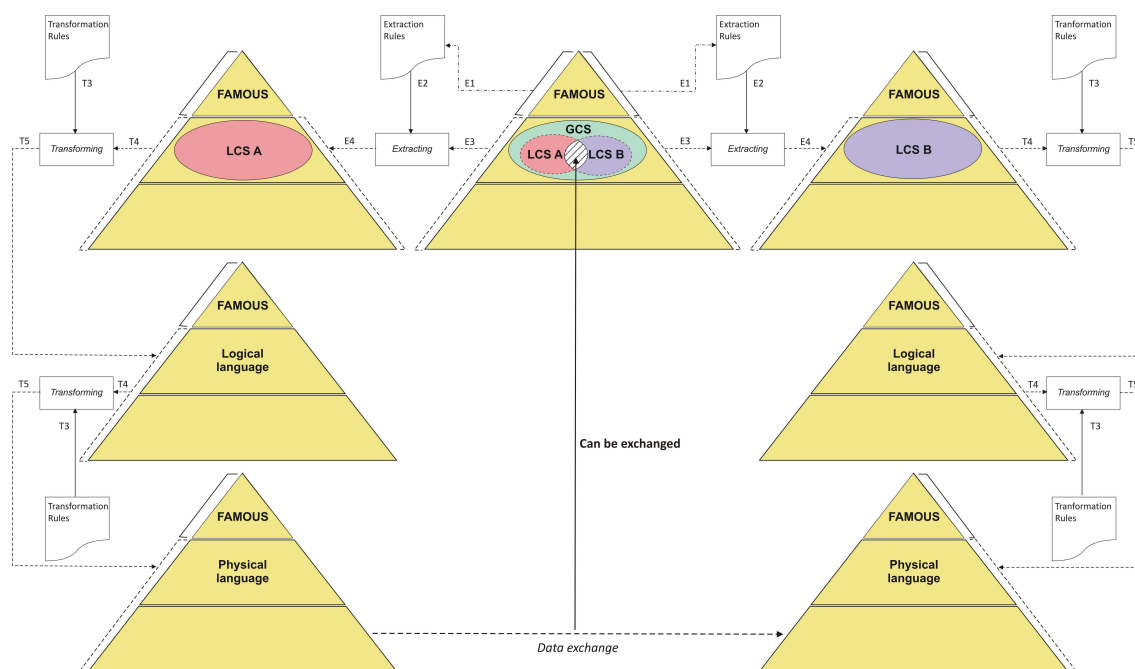 Transformation
Rules
Extraction
Rules
Extraction
Rules
Tranformation
Rules
T3
E2
E1
FAMOUS
FAMOUS
E1
E2
FAMOUS
T3
T5
Transforming
T4
LCS A
E4
Extracting
E3
GCS
LCS A
LCS B
E3
Extracting
E4
LCS B
T4
Transforming
T5
FAMOUS
FAMOUS
Logical
language
Logical
language
T5
Transforming
T4
T4
Transforming
T5
T3
Can be exchanged
T3
Transformation
Rules
FAMOUS
FAMOUS
Tranformation
Rules
Physical
language
Physical
language
Data exchange